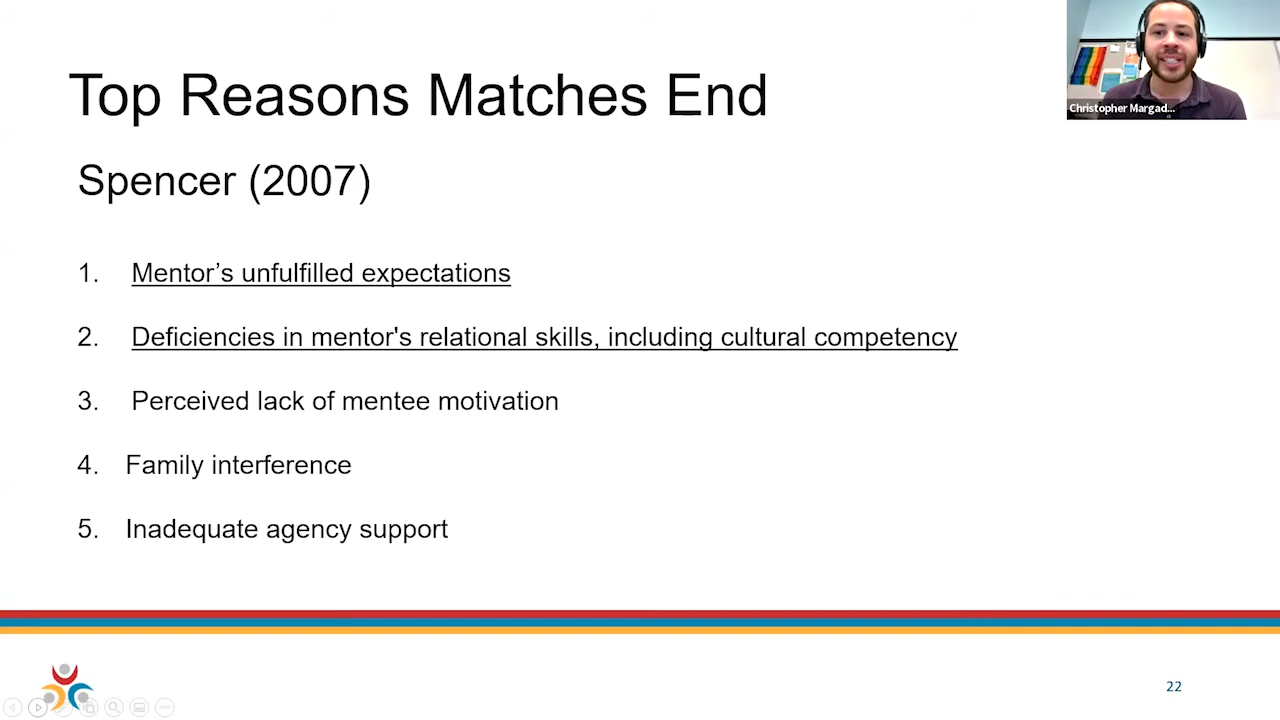 Top Reasons Matches End
Christopher Margad...
Spencer (2007)
1. Mentor’s unfulfilled expectations
2. Deficiencies in mentor's relational skills, including cultural competency
3. Perceived lack of mentee motivation
4. Family interference
5. Inadequate agency support
22